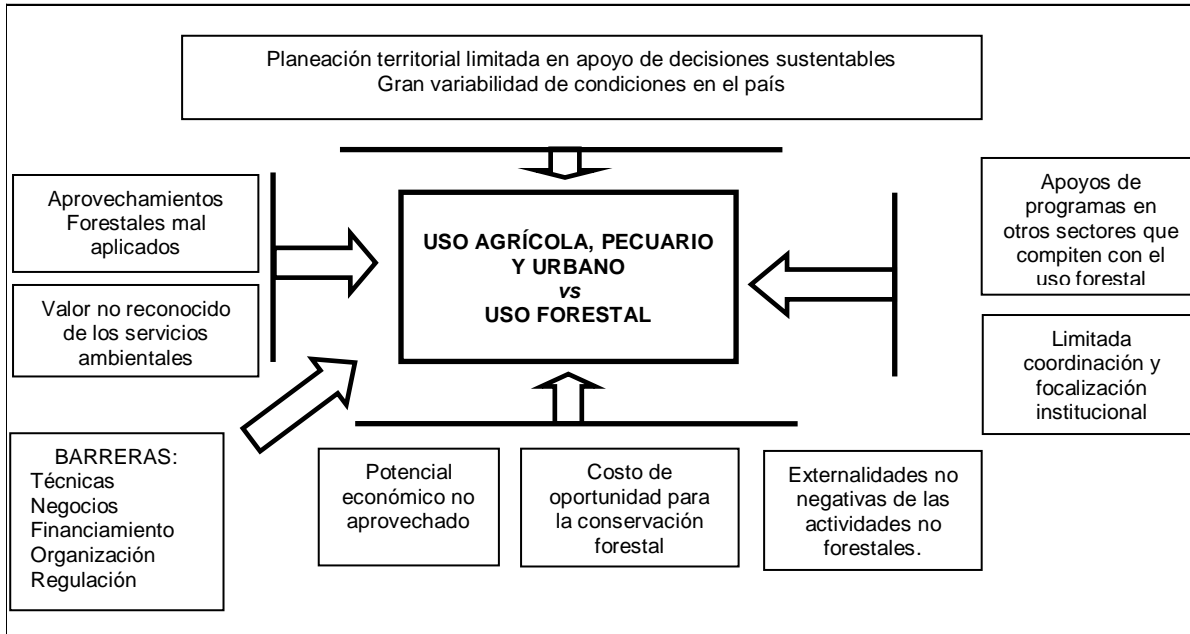 Planeación territorial limitada en apoyo de decisiones sustentables
Gran variabilidad de condiciones en el país
Aprovechamientos
Forestales mal
aplicados
Valor no reconocido
de los servicios
ambientales
USO AGRÍCOLA, PECUARIO
Y URBANO
vs
USO FORESTAL
Apoyos de
programas en
otros sectores que
compiten con el
uso forestal
Limitada
coordinación y
focalización
institucional
BARRERAS:
Técnicas
Negocios
Financiamiento
Organización
Regulación
Potencial
económico no
aprovechado
Costo de
oportunidad para
la conservación
forestal
Externalidades no
negativas de las
actividades no
forestales.